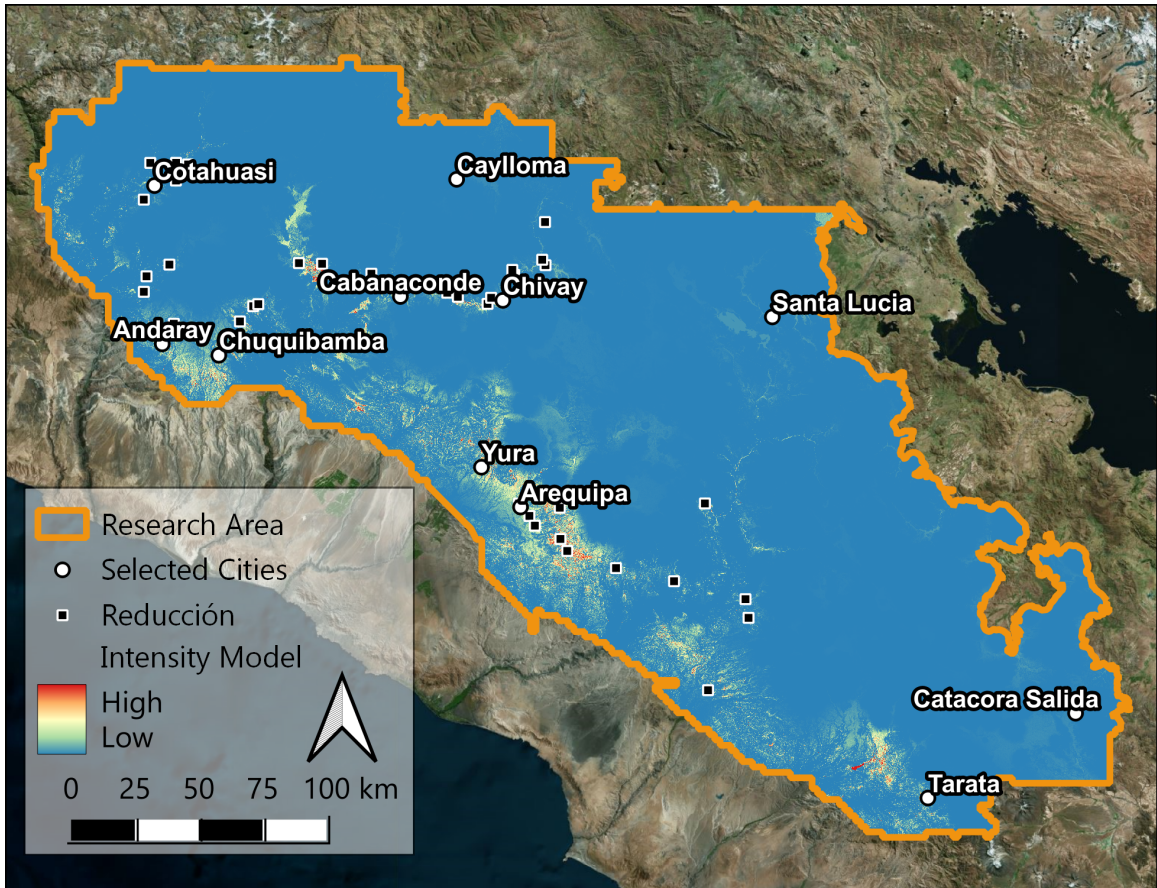 Cotahuasi
Caylloma
Cabanaconde
Chivay
Santa Lucia
Andaray
Chuquibamba
Yura
Arequipa
Research Area
Selected Cities
Reducción
Intensity Model
High
Low
0 25 50 75 100 km
Catacora Salida
Tarata